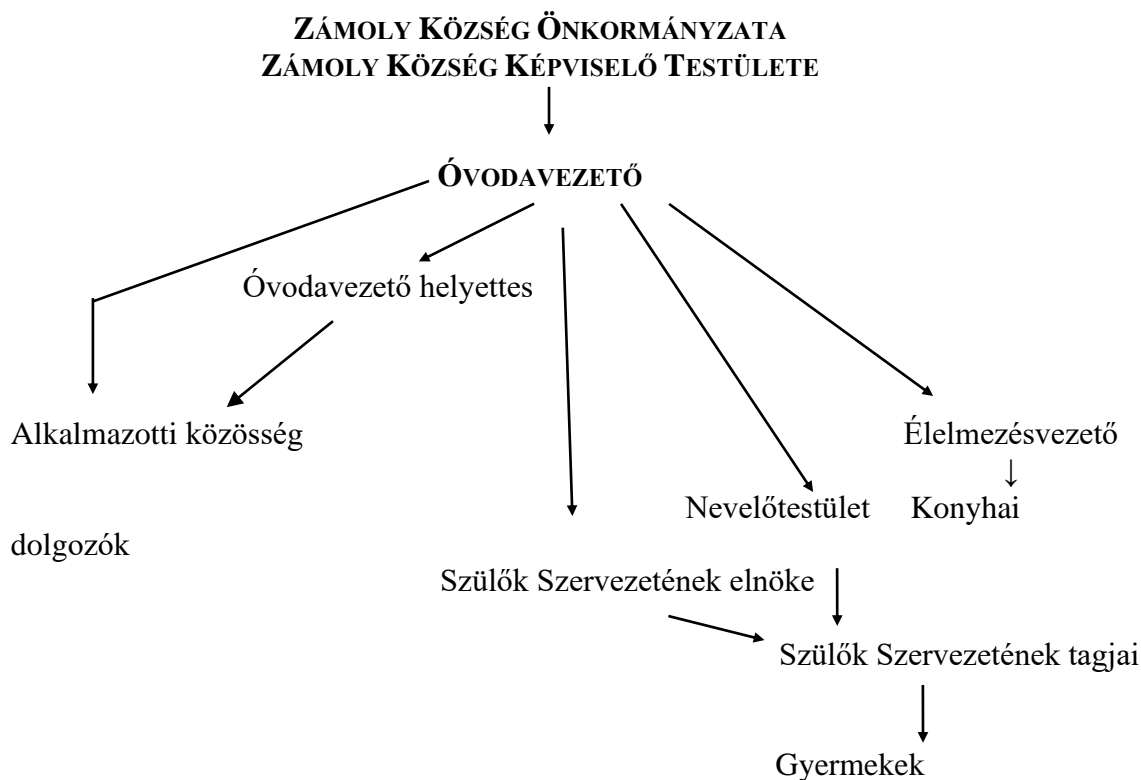 ZÁMOLY KÖZSÉG ÖNKORMÁNYZATA
ZÁMOLY KÖZSÉG KÉPVISELŐ TESTÜLETE
ÓVODAVEZETŐ
Óvodavezető helyettes
Alkalmazotti közösség
Élelmezésvezető
↓
Nevelőtestület Konyhai
dolgozók
Szülők Szervezetének elnöke
Szülők Szervezetének tagjai
Gyermekek